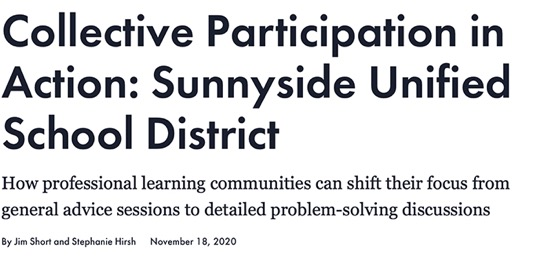 Collective Participation in
Action: Sunnyside Unified
School District
How professional learning communities can shift their focus from
general advice sessions to detailed problem-solving discussions
By Jim Short and Stephanie Hirsh November 18, 2020